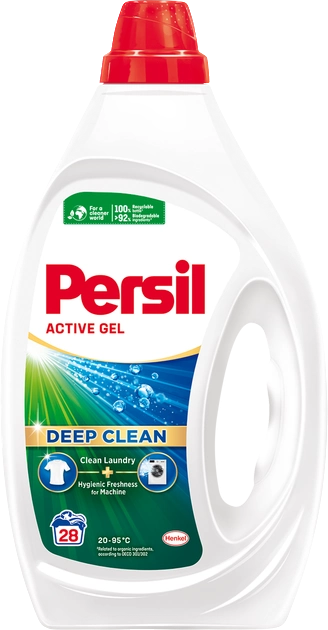 For a
cleaner
world
100% Recyclable
bottle
>92% Biodegradable
ingredients*
Persil
ACTIVE GEL
DEEP CLEAN
Clean Laundry
+
Hygienic Freshness
for Machine
28
20-95°C
*Related to organic ingredients,
according to OECD 301/302
Henkel